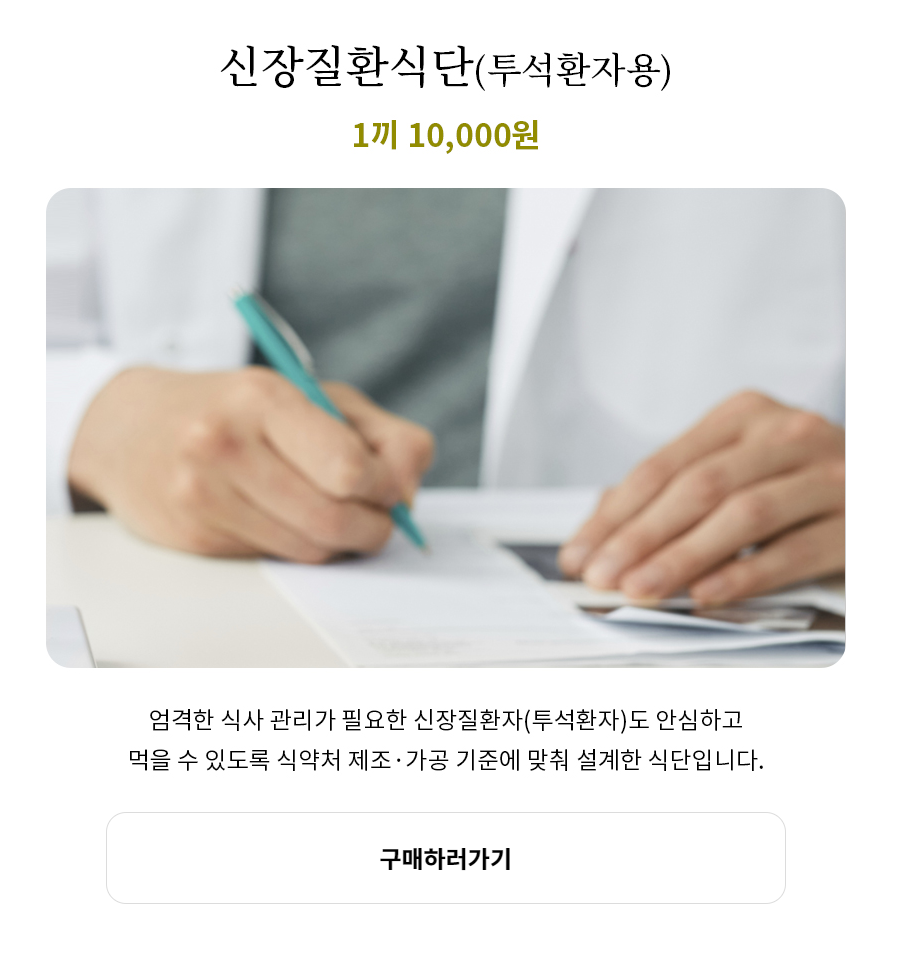 신장질환식단(투석환자용)
1끼 10,000원
엄격한 식사 관리가 필요한 신장질환자(투석환자)도 안심하고
먹을 수 있도록 식약처 제조·가공 기준에 맞춰 설계한 식단입니다.
구매하러가기